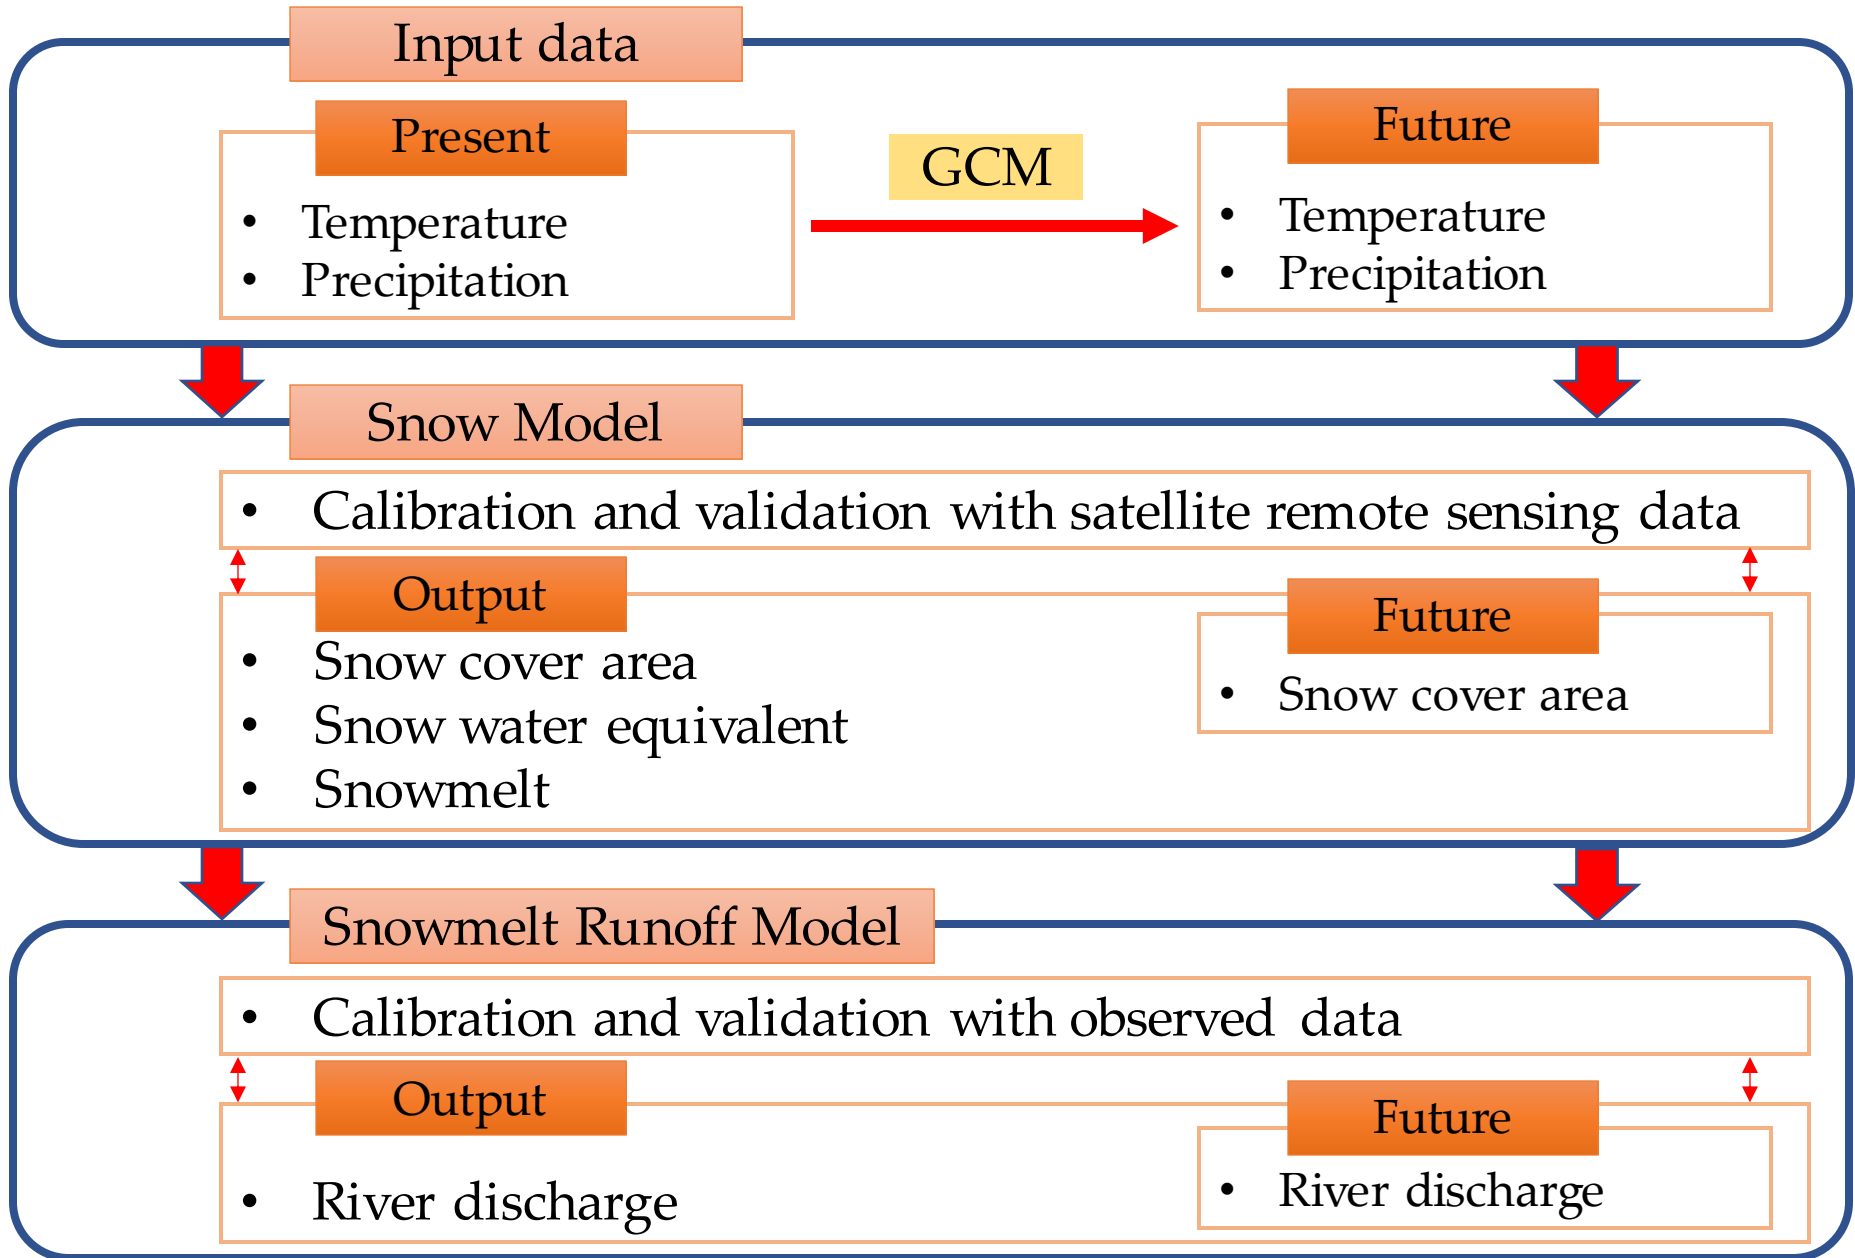 Input data
Present
• Temperature
• Precipitation
GCM
Future
• Temperature
• Precipitation
Snow Model
• Calibration and validation with satellite remote sensing data
Output
• Snow cover area
• Snow water equivalent
• Snowmelt
Future
• Snow cover area
Snowmelt Runoff Model
• Calibration and validation with observed data
Output
• River discharge
Future
• River discharge